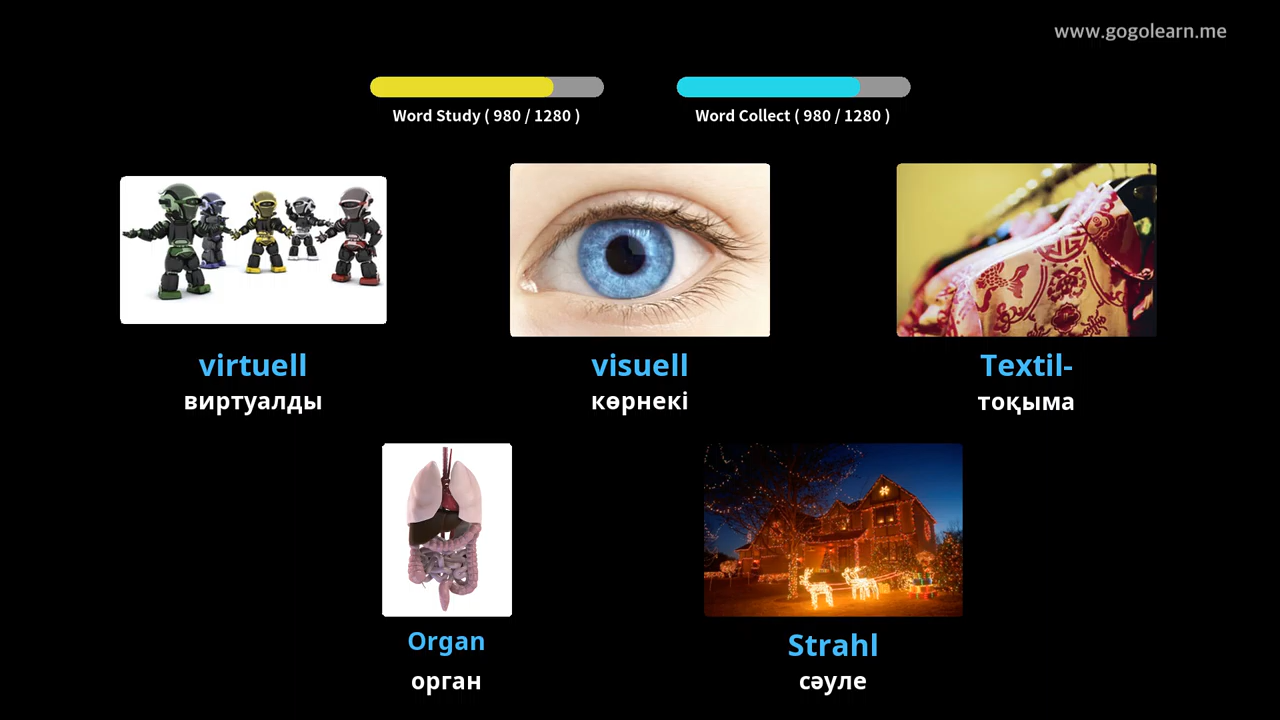 www.gogolearn.me
Word Study ( 980 / 1280 )
Word Collect ( 980 / 1280 )
virtuell
виртуалды
visuell
көрнекі
Textil-
тоқыма
Organ
орган
Strahl
сәуле